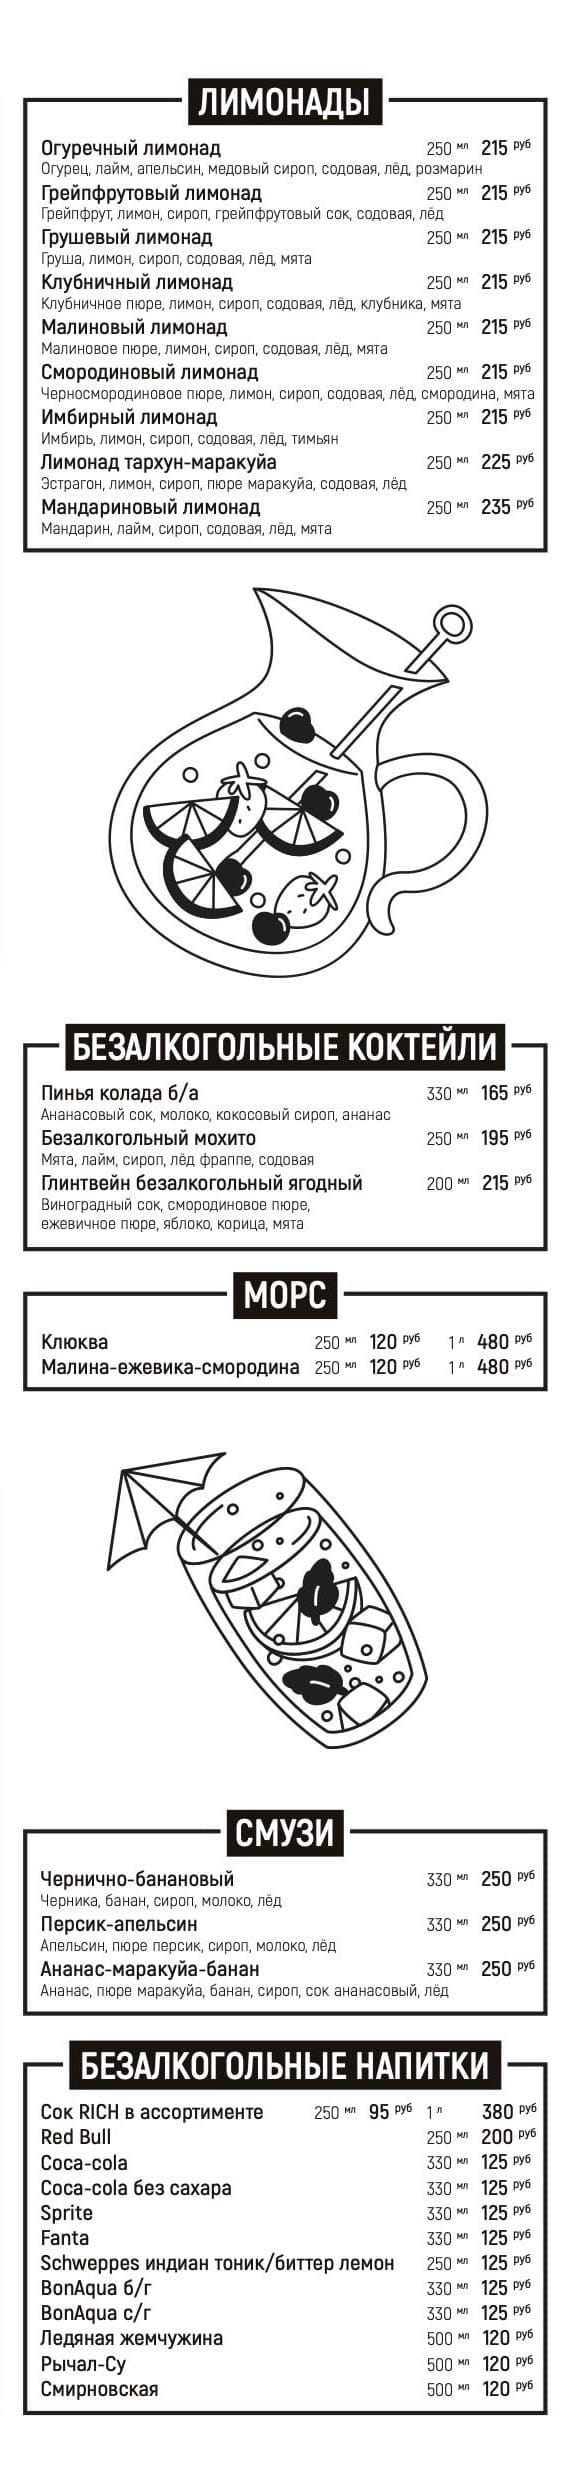 ЛИМОНАДЫ
Огуречный лимонад 250 мл 215 руб
Огурец, лайм, апельсин, медовый сироп, содовая, лёд, розмарин
Грейпфрутовый лимонад 250 мл 215 руб
Грейпфрут, лимон, сироп, грейпфрутовый сок, содовая, лёд
Грушевый лимонад 250 мл 215 руб
Груша, лимон, сироп, содовая, лёд, мята
Клубничный лимонад 250 мл 215 руб
Клубничное пюре, лимон, сироп, содовая, лёд, клубника, мята
Малиновый лимонад 250 мл 215 руб
Малиновое пюре, лимон, сироп, содовая, лёд, мята
Смородиновый лимонад 250 мл 215 руб
Черносмородиновое пюре, лимон, сироп, содовая, лёд, смородина, мята
Имбирный лимонад 250 мл 215 руб
Имбирь, лимон, сироп, содовая, лёд, тимьян
Лимонад тархун-маракуйа 250 мл 225 руб
Эстрагон, лимон, сироп, пюре маракуйа, содовая, лёд
Мандариновый лимонад 250 мл 235 руб
Мандарин, лайм, сироп, содовая, лёд, мята
БЕЗАЛКОГОЛЬНЫЕ КОКТЕЙЛИ
Пинья колада б/а 330 мл 165 руб
Ананасовый сок, молоко, кокосовый сироп, ананас
Безалкогольный мохито 250 мл 195 руб
Мята, лайм, сироп, лёд фраппе, содовая
Глинтвейн безалкогольный ягодный 200 мл 215 руб
Виноградный сок, смородиновое пюре,
ежевичное пюре, яблоко, корица, мята
МОРС
Клюква 250 мл 120 руб 1 л 480 руб
Малина-ежевика-смородина 250 мл 120 руб 1 л 480 руб
СМУЗИ
Чернично-банановый 330 мл 250 руб
Черника, банан, сироп, молоко, лёд
Персик-апельсин 330 мл 250 руб
Апельсин, пюре персик, сироп, молоко, лёд
Ананас-маракуйа-банан 330 мл 250 руб
Ананас, пюре маракуйа, банан, сироп, сок ананасовый, лёд
БЕЗАЛКОГОЛЬНЫЕ НАПИТКИ
Сок RICH в ассортименте 250 мл 95 руб 1 л 380 руб
Red Bull 250 мл 200 руб
Coca-cola 330 мл 125 руб
Coca-cola без сахара 330 мл 125 руб
Sprite 330 мл 125 руб
Fanta 330 мл 125 руб
Schweppes индиан тоник/биттер лемон 250 мл 125 руб
BonAqua б/г 330 мл 125 руб
BonAqua с/г 330 мл 125 руб
Ледяная жемчужина 500 мл 120 руб
Рычал-Су 500 мл 120 руб
Смирновская 500 мл 120 руб